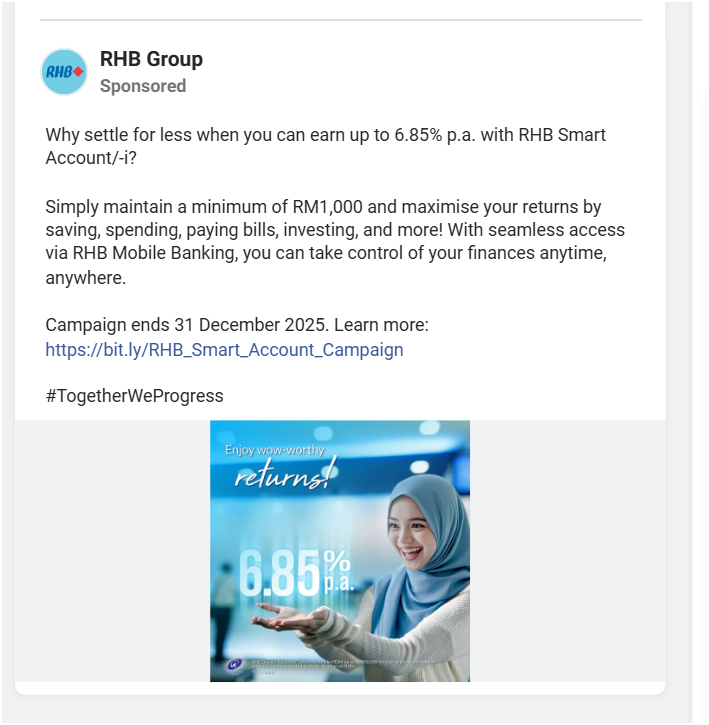 RHB
RHB Group
Sponsored
Why settle for less when you can earn up to 6.85% p.a. with RHB Smart
Account/-i?
Simply maintain a minimum of RM1,000 and maximise your returns by
saving, spending, paying bills, investing, and more! With seamless access
via RHB Mobile Banking, you can take control of your finances anytime,
anywhere.
Campaign ends 31 December 2025. Learn more:
https://bit.ly/RHB_Smart_Account_Campaign
#TogetherWeProgress
Enjoy wow-worthy
returns!
6.85%
p.a.